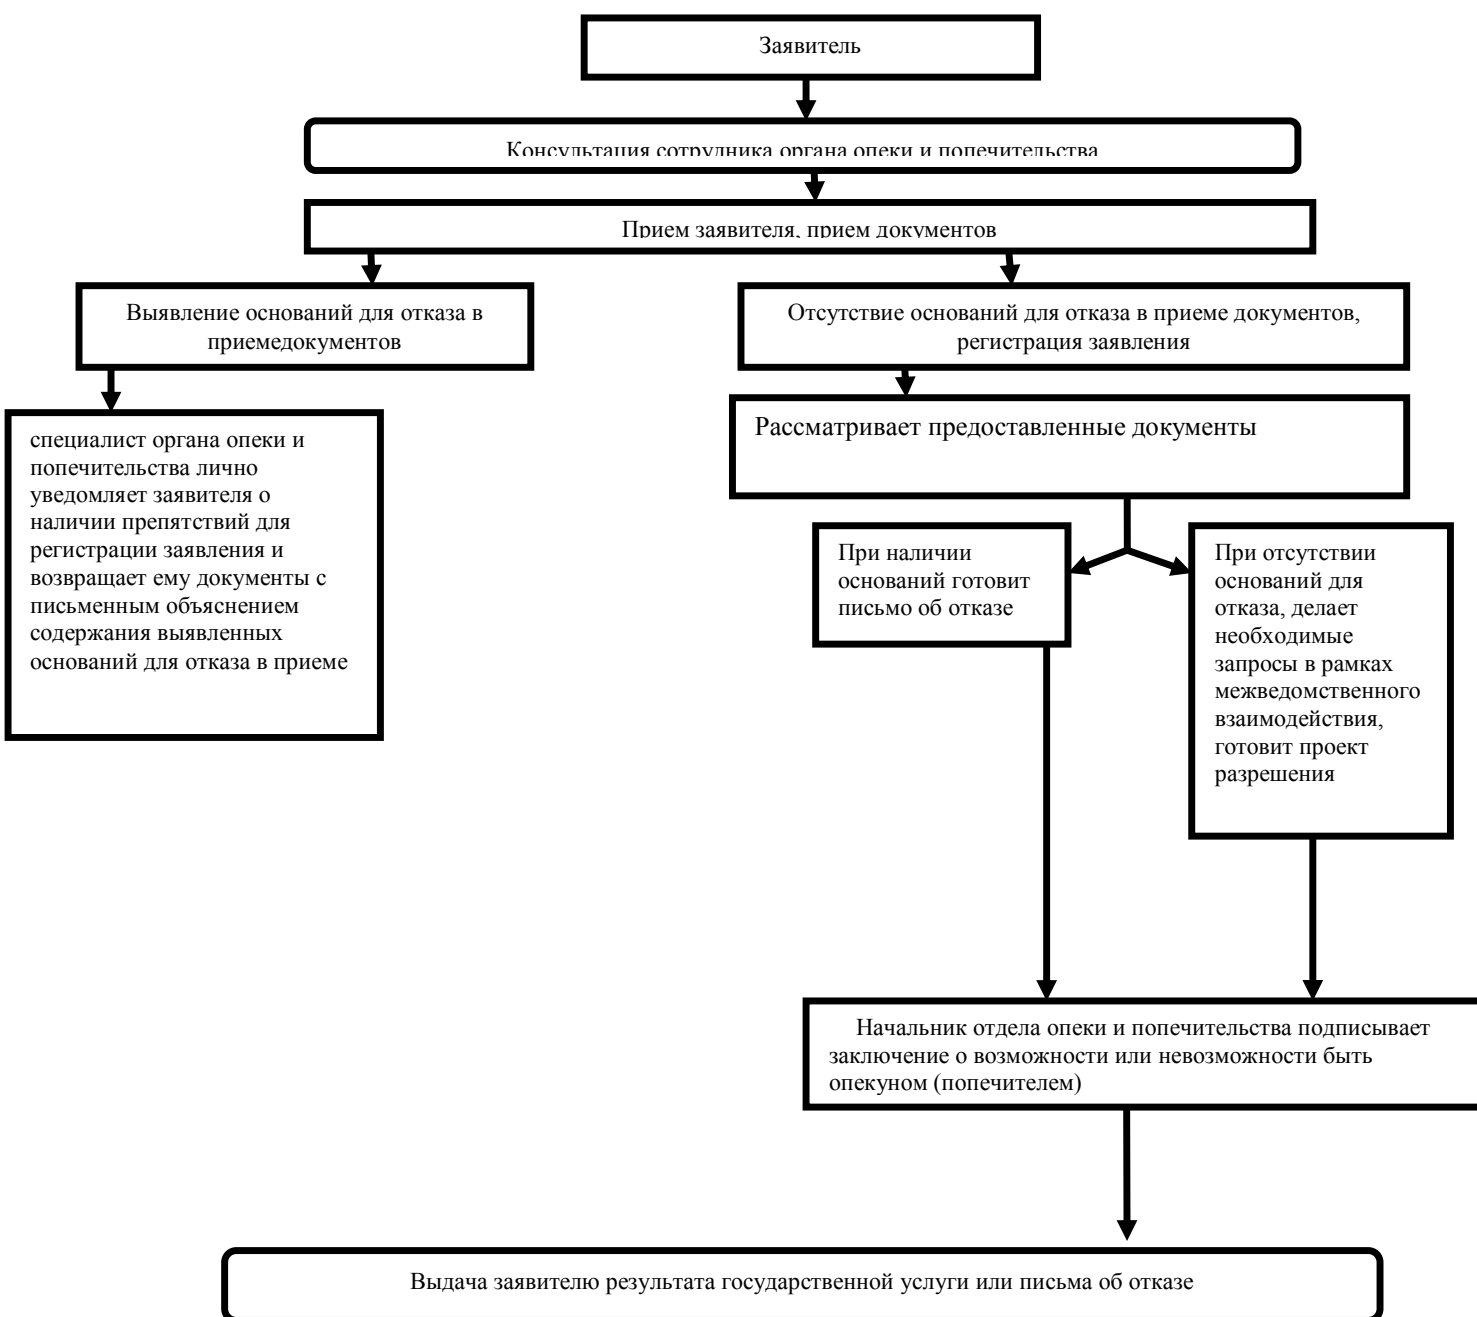 Заявитель
Консультация сотрудника органа опеки и попечительства
Прием заявителя, прием документов
Выявление оснований для отказа в
приемедокументов
Отсутствие оснований для отказа в приеме документов,
регистрация заявления
специалист органа опеки и
попечительства лично
уведомляет заявителя о
наличии препятствий для
регистрации заявления и
возвращает ему документы с
письменным объяснением
содержания выявленных
оснований для отказа в приеме
Рассматривает предоставленные документы
При наличии
оснований готовит
письмо об отказе
При отсутствии
оснований для
отказа, делает
необходимые
запросы в рамках
межведомственного
взаимодействия,
готовит проект
разрешения
Начальник отдела опеки и попечительства подписывает
заключение о возможности или невозможности быть
опекуном (попечителем)
Выдача заявителю результата государственной услуги или письма об отказе